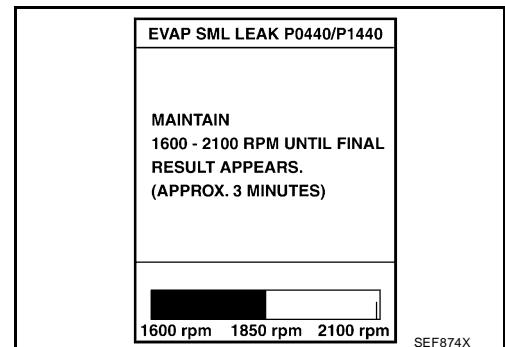 EVAP SML LEAK P0440/P1440
MAINTAIN
1600 - 2100 RPM UNTIL FINAL
RESULT APPEARS.
(APPROX. 3 MINUTES)
1600 rpm 1850 rpm 2100 rpm
SEF874X